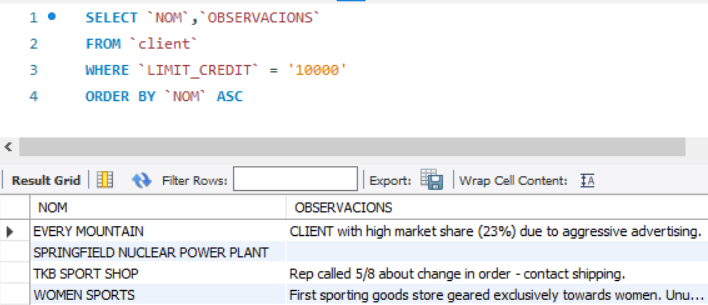 1 SELECT `NOM`,`OBSERVACIONS`
2 FROM `client`
3 WHERE `LIMIT_CREDIT` = '10000'
4 ORDER BY `NOM` ASC
Result Grid Filter Rows: Export: Wrap Cell Content: IA
NOM OBSERVACIONS
EVERY MOUNTAIN CLIENT with high market share (23%) due to aggressive advertising.
SPRINGFIELD NUCLEAR POWER PLANT
TKB SPORT SHOP Rep called 5/8 about change in order - contact shipping.
WOMEN SPORTS First sporting goods store geared exclusively towards women. Unu...